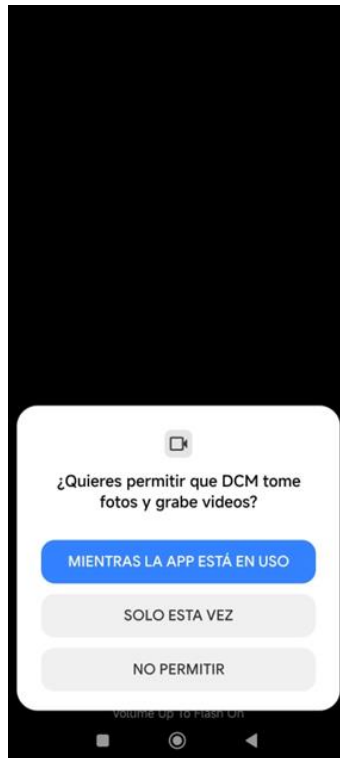 ¿Quieres permitir que DCM tome
fotos y grabe videos?
MIENTRAS LA APP ESTÁ EN USO
SOLO ESTA VEZ
NO PERMITIR
Volume Up To Flash On